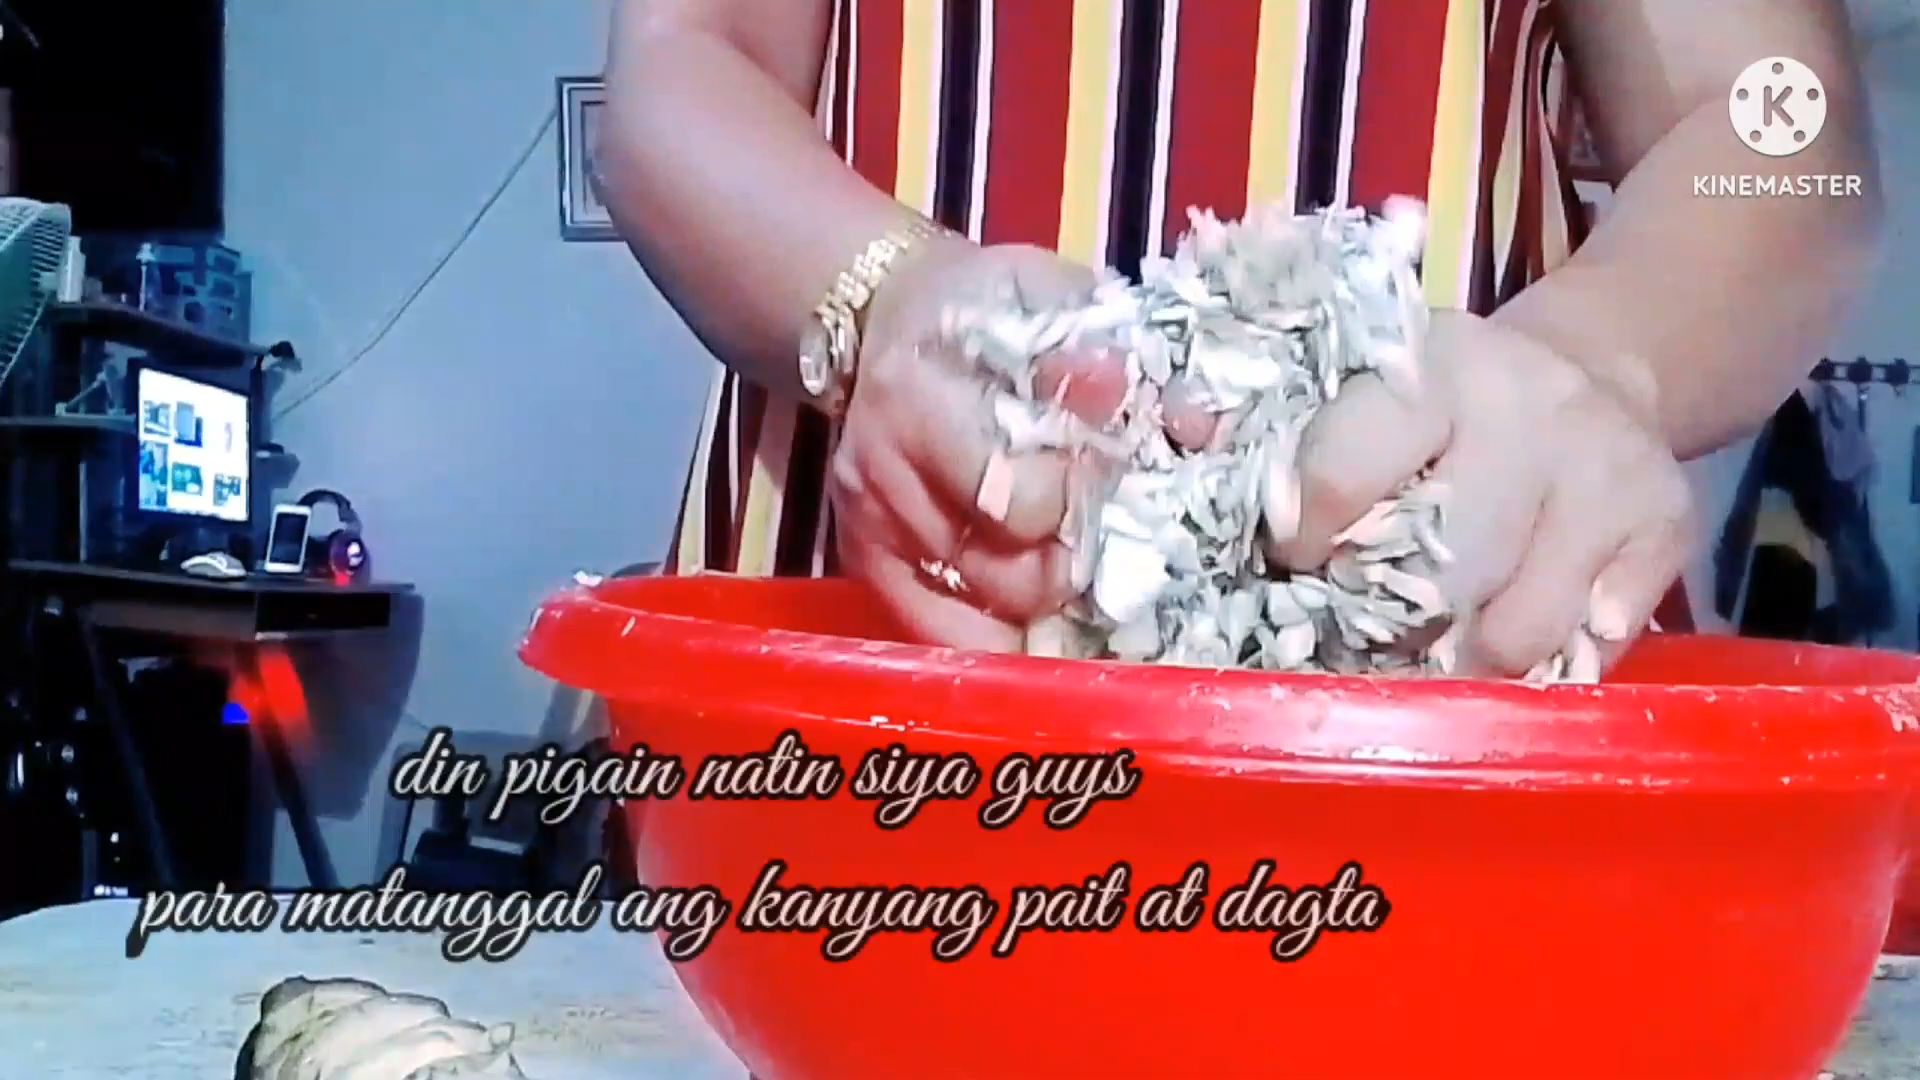 KINEMASTER
din pigain natin siya guys
para matanggal ang kanyang pait at dagta